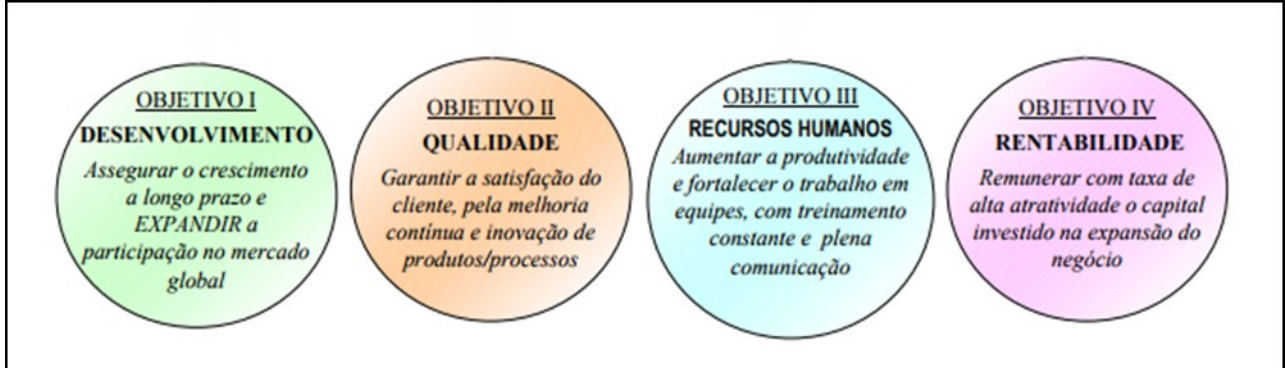 OBJETIVO I
DESENVOLVIMENTO
Assegurar o crescimento
a longo prazo e
EXPANDIR a
participação no mercado
global
OBJETIVO II
QUALIDADE
Garantir a satisfação do
cliente, pela melhoria
contínua e inovação de
produtos/processos
OBJETIVO III
RECURSOS HUMANOS
Aumentar a produtividade
e fortalecer o trabalho em
equipes, com treinamento
constante e plena
comunicação
OBJETIVO IV
RENTABILIDADE
Remunerar com taxa de
alta atratividade o capital
investido na expansão do
negócio